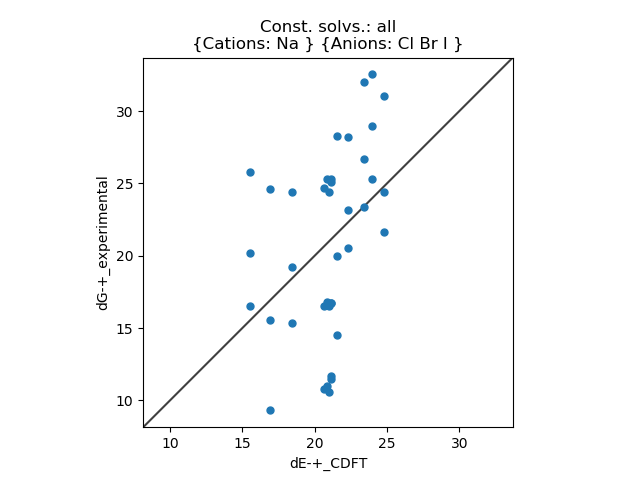 Const. solvs.: all
{Cations: Na } {Anions: Cl Br I }
dG-+_experimental
30
25
20
15
10
10 15 20 25 30
dE-+_CDFT